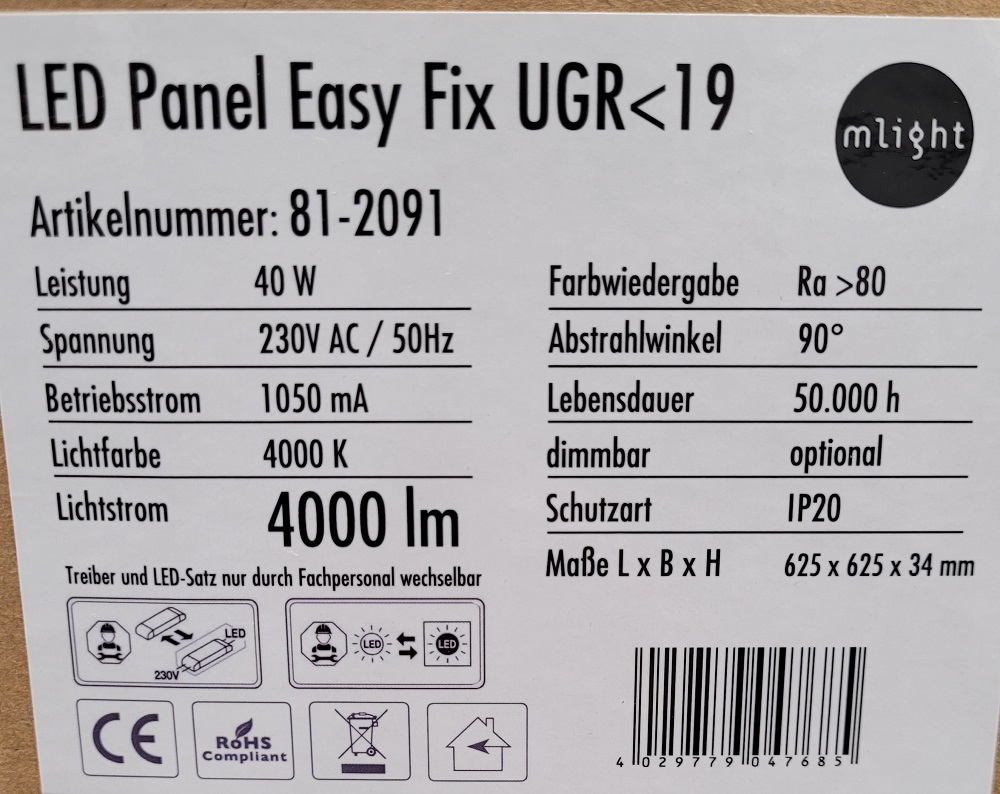 LED Panel Easy Fix UGR<19
mlight
Artikelnummer: 81-2091
Leistung 40 W
Spannung 230V AC / 50Hz
Betriebsstrom 1050 mA
Lichtfarbe 4000 K
Lichtstrom 4000 lm
Farbwiedergabe Ra >80
Abstrahlwinkel 90°
Lebensdauer 50.000 h
dimmbar optional
Schutzart IP20
Maße L x B x H 625 x 625 x 34 mm
Treiber und LED-Satz nur durch Fachpersonal wechselbar
LED
230V
LED
LED
CE
RoHS
Compliant
4 029779 047685